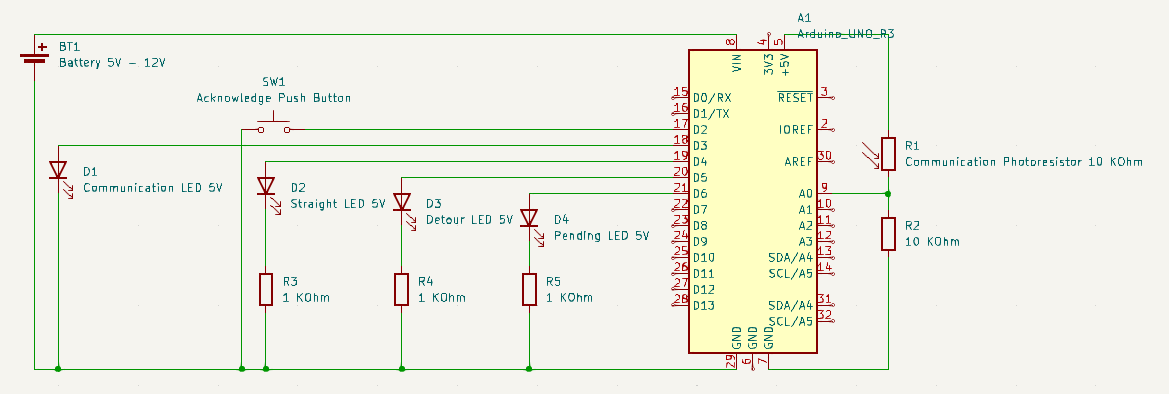 A1
Arduino_UNO_R3
BT1
Battery 5V - 12V
8
4
5
VIN
3V3
+5V
SW1
Acknowledge Push Button
15 D0/RX
16 D1/TX
17 D2
18 D3
19 D4
20 D5
21 D6
22 D7
23 D8
24 D9
25 D10
26 D11
27 D12
28 D13
RESET 3
IOREF 2
AREF 30
A0 9
A1 10
A2 11
A3 12
SDA/A4 13
SCL/A5 14
SDA/A4 31
SCL/A5 32
GND
GND
GND
29
6
7
R1
Communication Photoresistor 10 KOhm
R2
10 KOhm
D1
Communication LED 5V
D2
Straight LED 5V
D3
Detour LED 5V
D4
Pending LED 5V
R3
1 KOhm
R4
1 KOhm
R5
1 KOhm